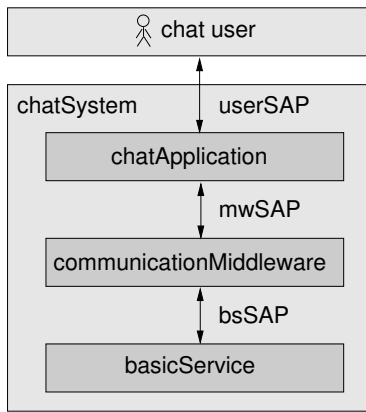 chat user
chatSystem
userSAP
chatApplication
mwSAP
communicationMiddleware
bsSAP
basicService